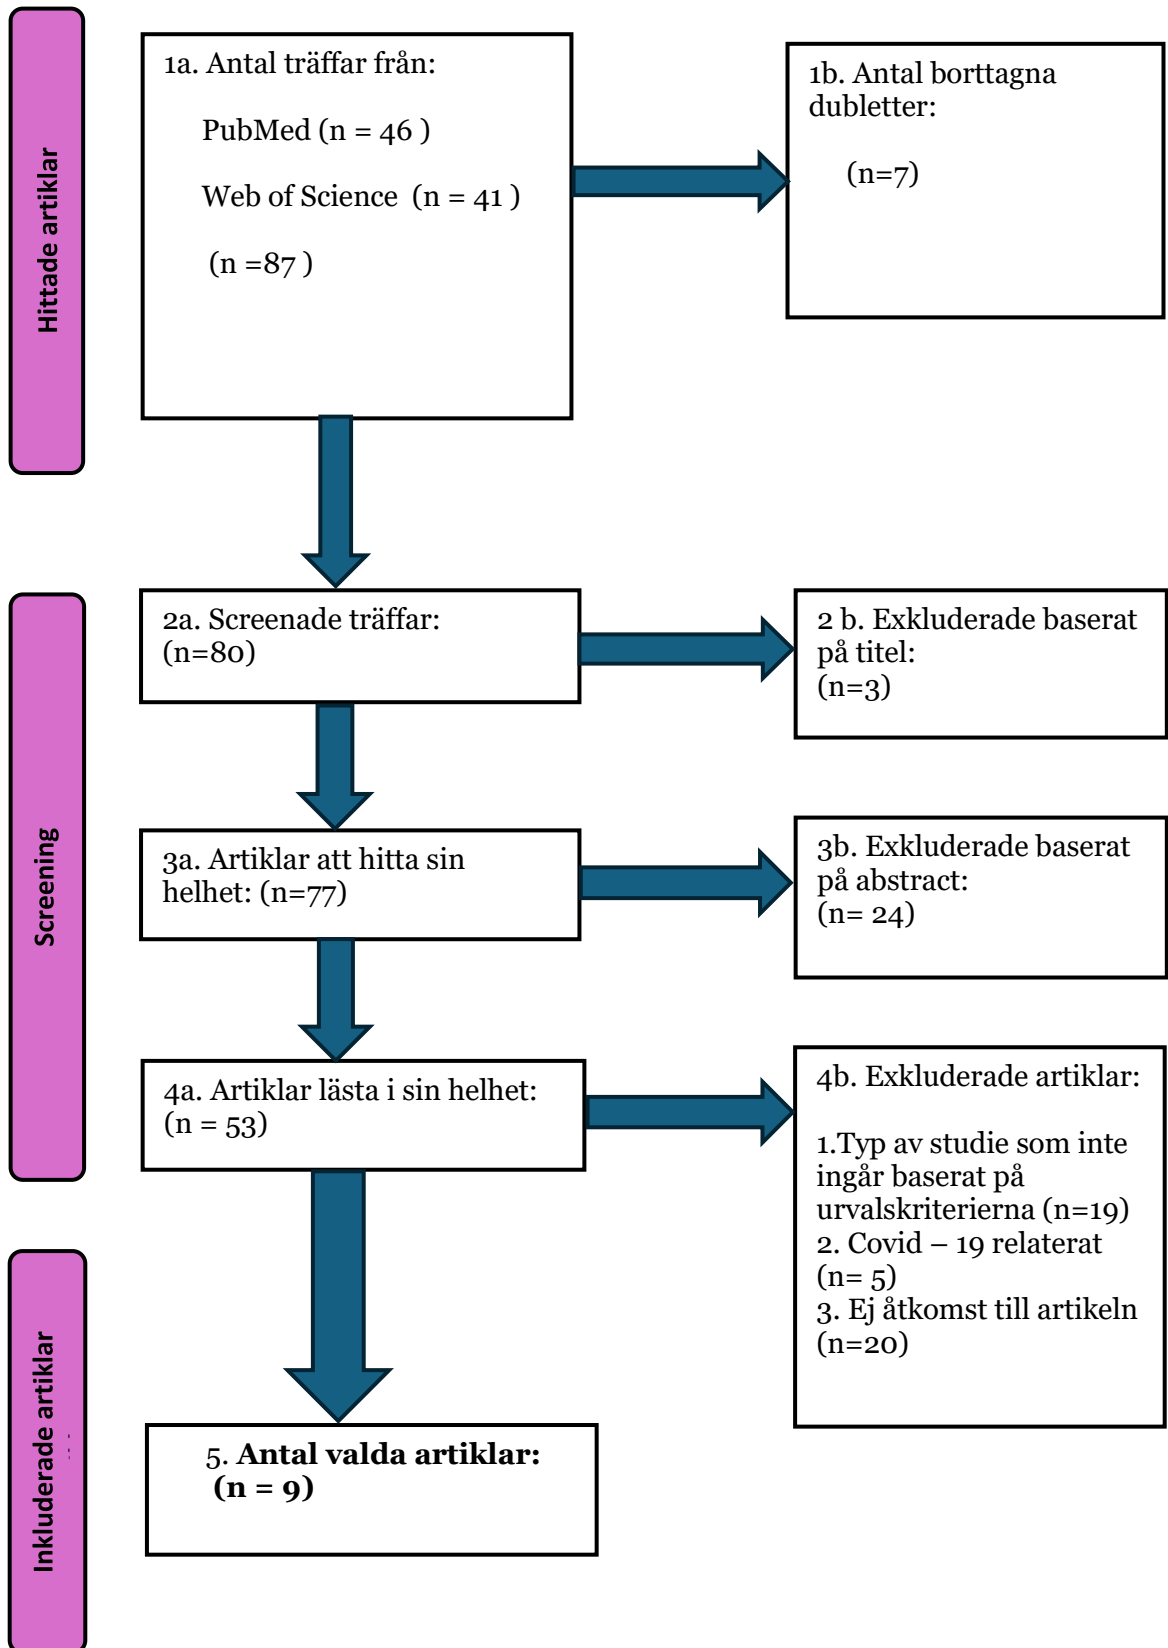 Hittade artiklar
1a. Antal träffar från:
PubMed (n = 46 )
Web of Science (n = 41 )
(n =87 )
1b. Antal borttagna
dubletter:
(n=7)
Screening
2a. Screenade träffar:
(n=80)
2 b. Exkluderade baserat
på titel:
(n=3)
3a. Artiklar att hitta sin
helhet: (n=77)
3b. Exkluderade baserat
på abstract:
(n= 24)
4a. Artiklar lästa i sin helhet:
(n = 53)
4b. Exkluderade artiklar:
1.Typ av studie som inte
ingår baserat på
urvalskriterierna (n=19)
2. Covid – 19 relaterat
(n= 5)
3. Ej åtkomst till artikeln
(n=20)
Inkluderade artiklar
5. Antal valda artiklar:
(n = 9)